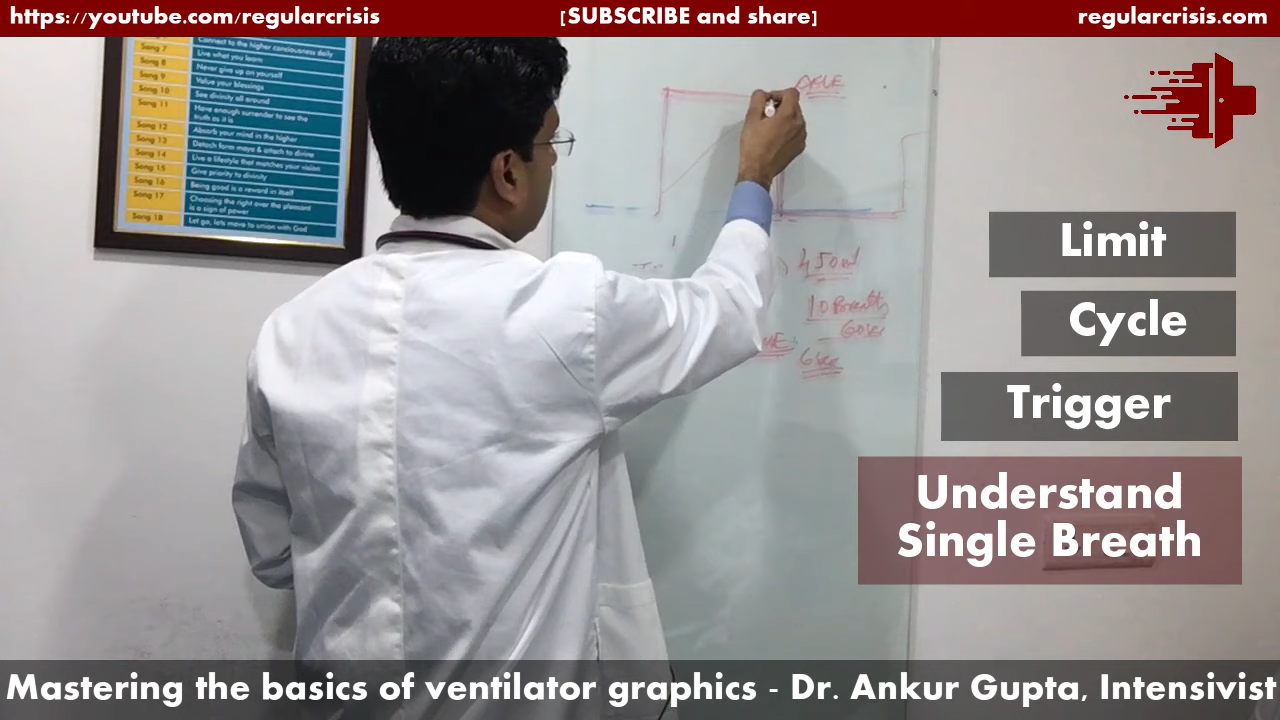 https://youtube.com/regularcrisis
[SUBSCRIBE and share]
regularcrisis.com
Song 7 Connect to the higher consciousness daily
Song 8 Live what you learn
Song 9 Never give up on yourself
Song 10 Value your blessings
Song 11 See divinity all around
Have enough surrender to see the
truth as it is
Song 12 Absorb your mind in the higher
Song 13 Detach form maya & attach to divine
Song 14 Live a lifestyle that matches your vision
Song 15 Give priority to divinity
Song 16 Being good is a reward in itself
Song 17 Choosing the right over the pleasant
is a sign of power
Song 18 Let go, lets move to union with God
450ml
10 Breaths
60sec
6sec
Limit
Cycle
Trigger
Understand
Single Breath
Mastering the basics of ventilator graphics - Dr. Ankur Gupta, Intensivist